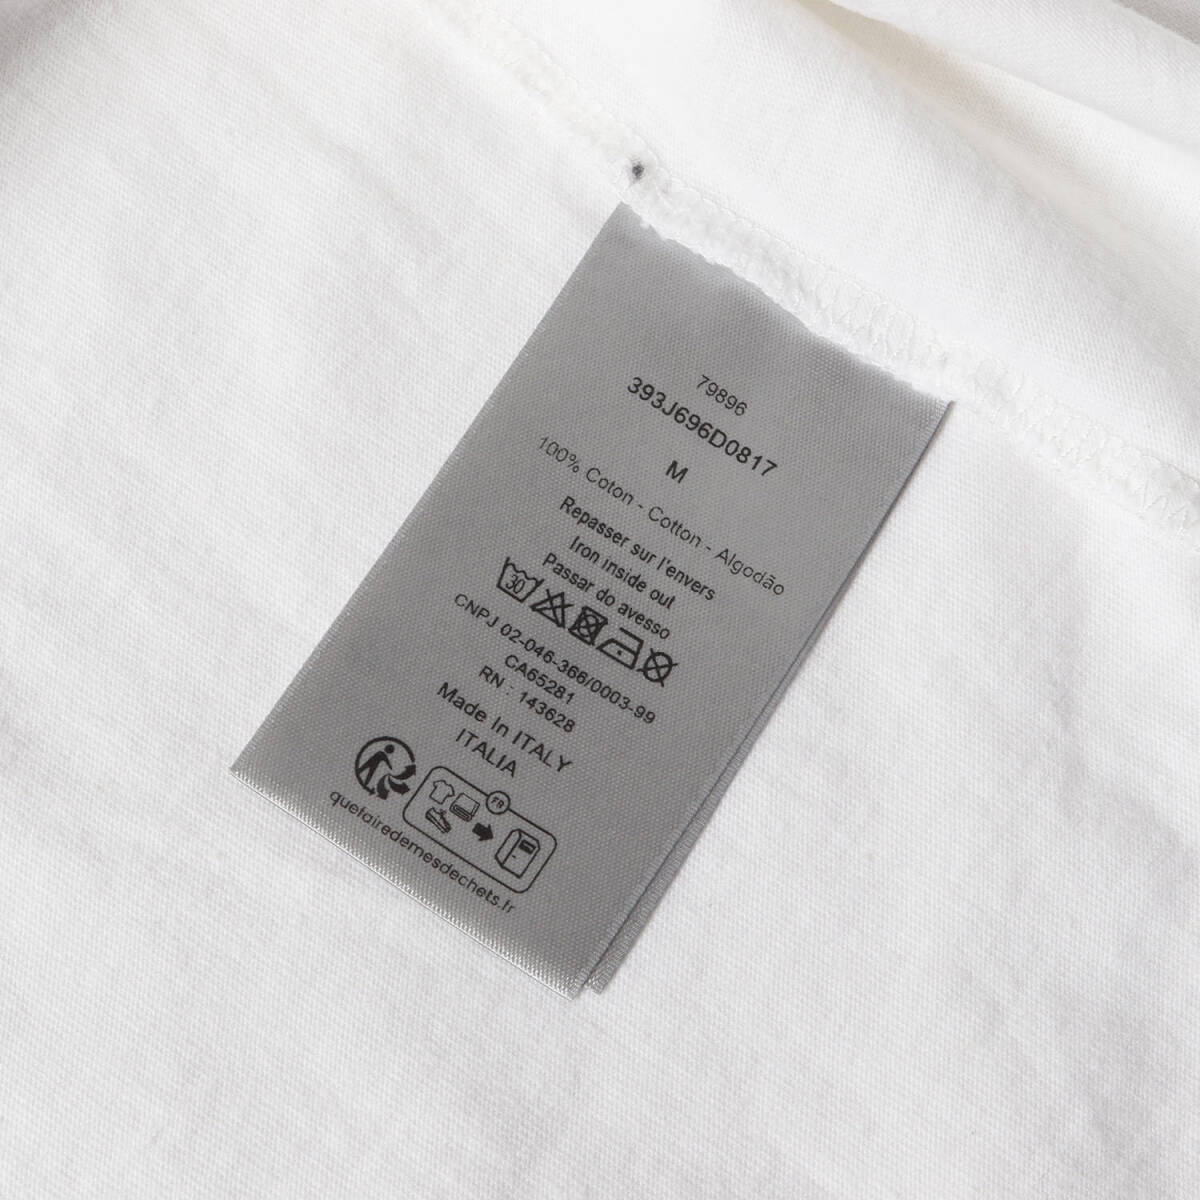 79896
393J696D0817
M
100% Coton - Cotton - Algodão
Repasser sur l'envers
Iron inside out
Passar do avesso
30
CNPJ 02-046-366/0003-99
CA65281
RN : 143628
Made In ITALY
ITALIA
FR
quefairedemesdechets.fr